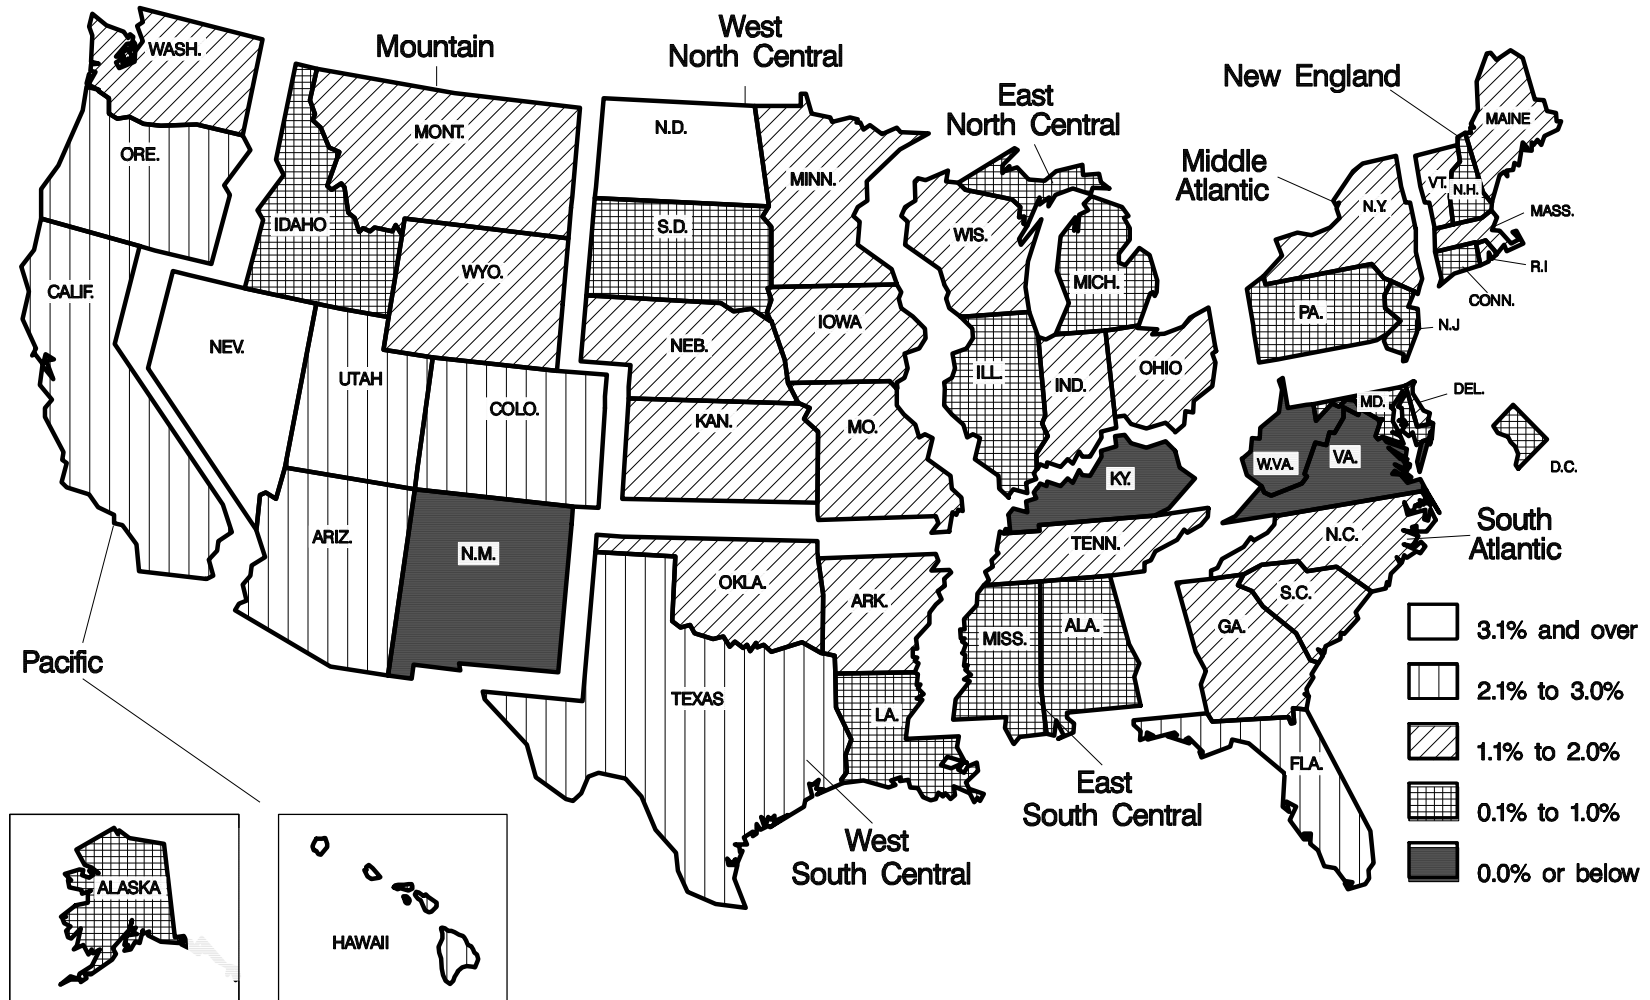 West
North Central
Mountain
New England
East
North Central
Middle
Atlantic
WASH.
MONT.
N.D.
MINN.
MAINE
ORE.
VT.
N.H.
IDAHO
S.D.
WIS.
N.Y.
MASS.
WYO.
MICH.
R.I
CALIF.
CONN.
PA.
N.J
NEV.
NEB.
IOWA
UTAH
COLO.
ILL.
IND.
OHIO
DEL.
MD.
KAN.
MO.
W.VA.
VA.
D.C.
KY.
ARIZ.
N.M.
TENN.
N.C.
South
Atlantic
OKLA.
ARK.
S.C.
MISS.
ALA.
GA.
3.1% and over
Pacific
TEXAS
LA.
2.1% to 3.0%
1.1% to 2.0%
FLA.
East
South Central
0.1% to 1.0%
West
South Central
0.0% or below
ALASKA
HAWAII